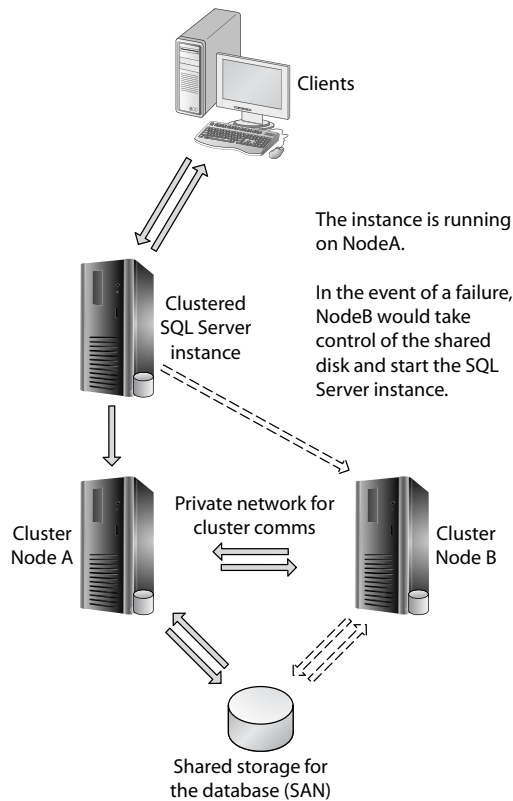 Clients
The instance is running
on NodeA.
In the event of a failure,
NodeB would take
control of the shared
disk and start the SQL
Server instance.
Clustered
SQL Server
instance
Private network for
cluster comms
Cluster
Node A
Cluster
Node B
Shared storage for
the database (SAN)